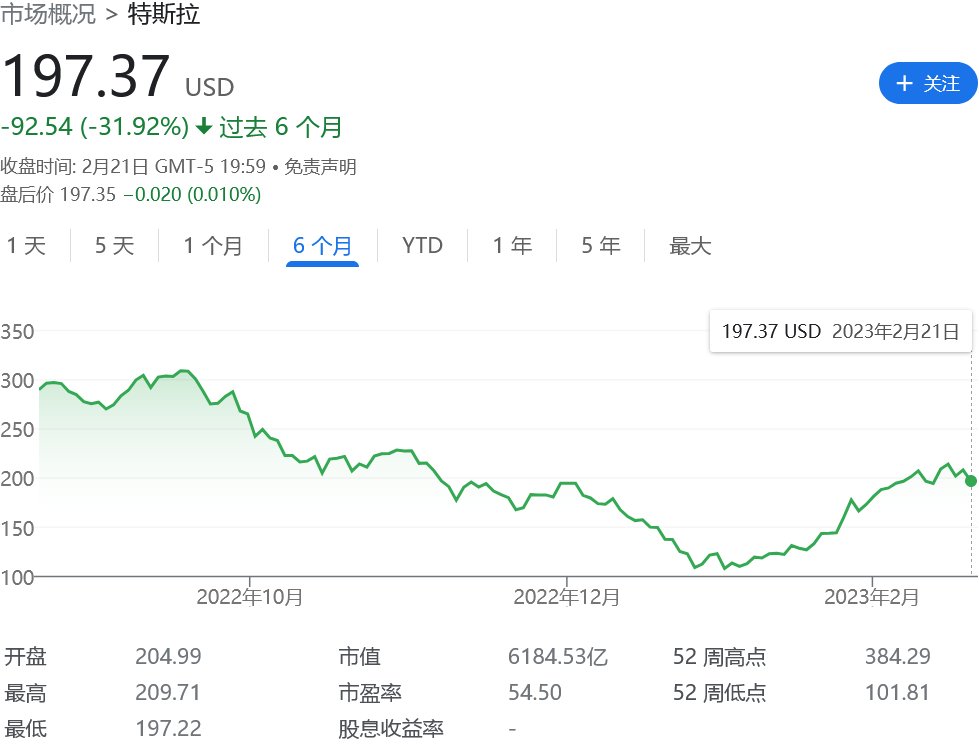 市场概况 > 特斯拉
197.37 USD
+ 关注
-92.54 (-31.92%) ↓ 过去 6 个月
收盘时间: 2月21日 GMT-5 19:59 • 免责声明
盘后价 197.35 −0.020 (0.010%)
1 天 5 天 1 个月 6 个月 YTD 1 年 5 年 最大
197.37 USD 2023年2月21日
350
300
250
200
150
100
2022年10月 2022年12月 2023年2月
开盘 204.99 市值 6184.53亿 52 周高点 384.29
最高 209.71 市盈率 54.50 52 周低点 101.81
最低 197.22 股息收益率 -